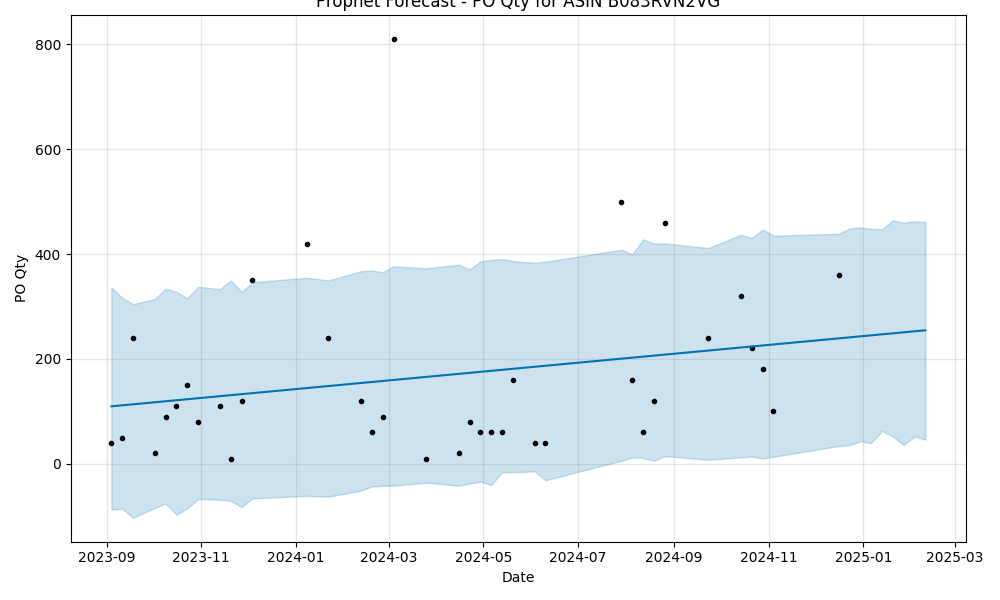 Prophet Forecast - PO Qty for ASIN B083RVN2VG
800
600
400
200
0
PO Qty
2023-09 2023-11 2024-01 2024-03 2024-05 2024-07 2024-09 2024-11 2025-01 2025-03
Date